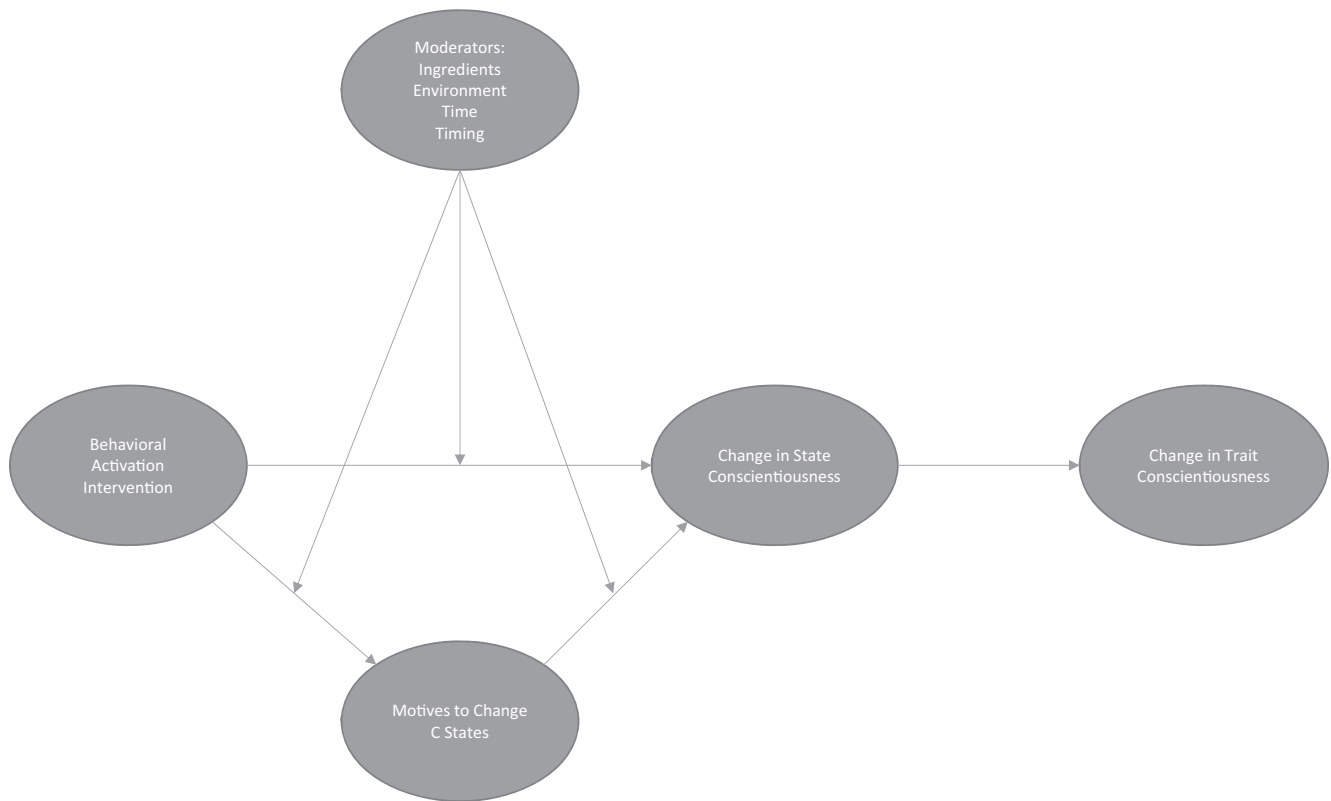 Moderators:
Ingredients
Environment
Time
Timing
Behavioral
Activation
Intervention
Change in State
Conscientiousness
Change in Trait
Conscientiousness
Motives to Change
C States